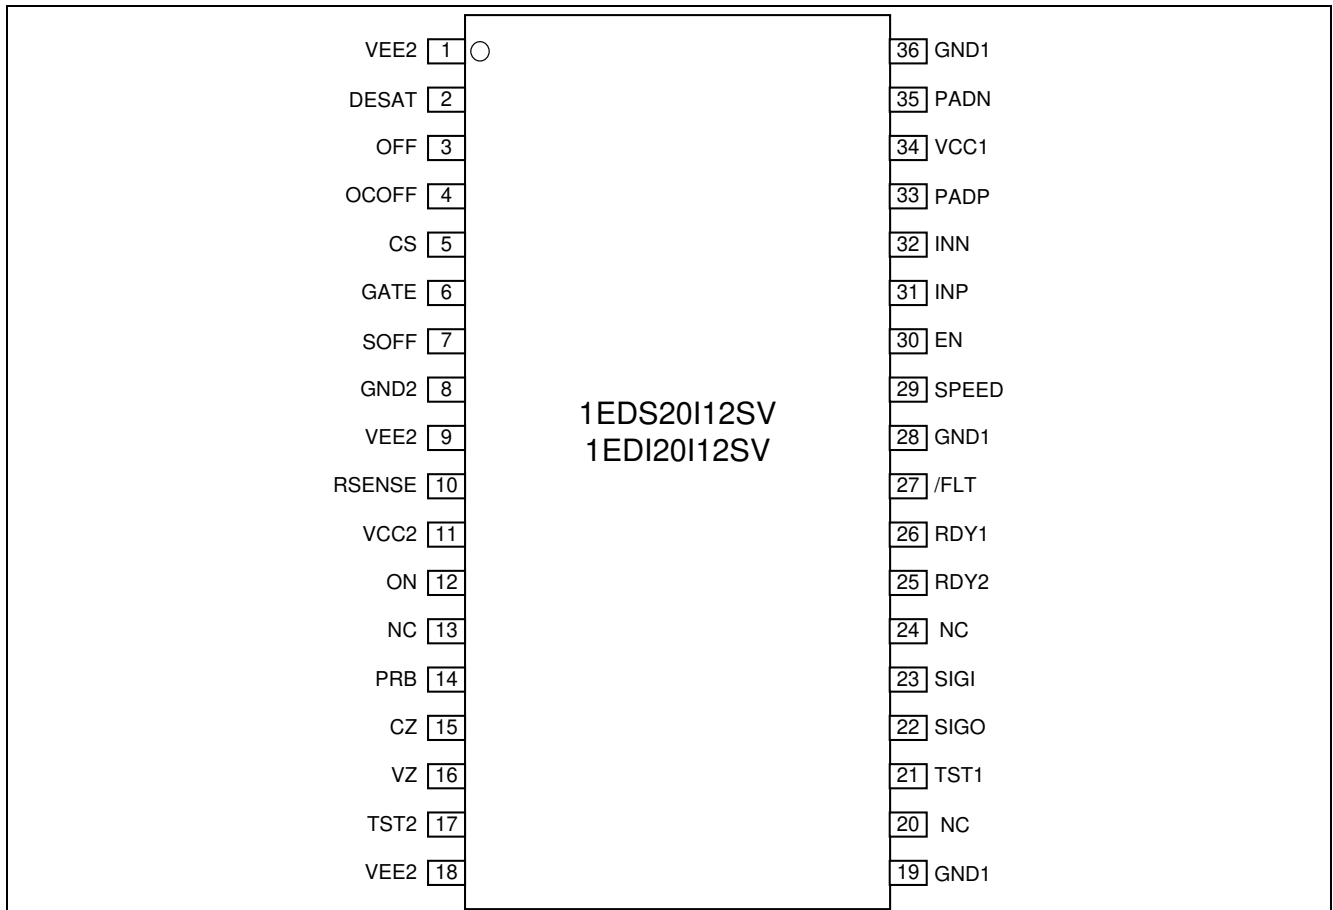 VEE2 1 36 GND1
DESAT 2 35 PADN
OFF 3 34 VCC1
OCOFF 4 33 PADP
CS 5 32 INN
GATE 6 31 INP
SOFF 7 30 EN
GND2 8 29 SPEED
1EDS20I12SV
VEE2 9 28 GND1
1EDI20I12SV
RSENSE 10 27 /FLT
VCC2 11 26 RDY1
ON 12 25 RDY2
NC 13 24 NC
PRB 14 23 SIGI
CZ 15 22 SIGO
VZ 16 21 TST1
TST2 17 20 NC
VEE2 18 19 GND1